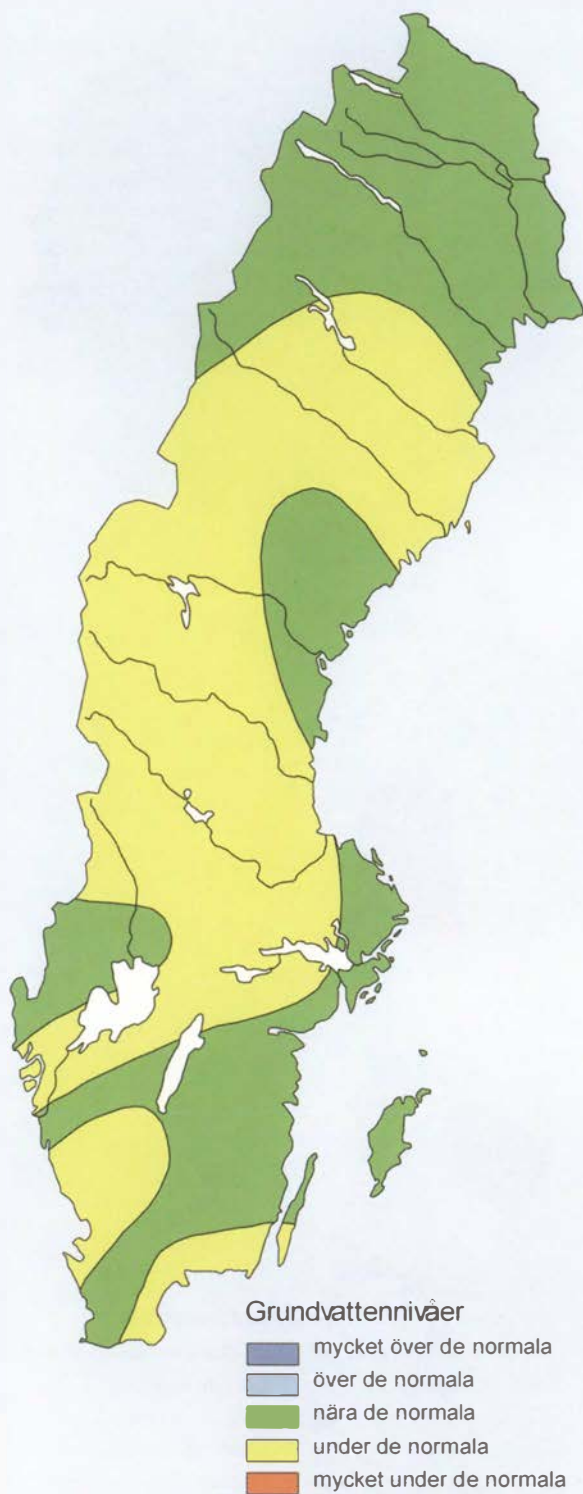 Grundvattennivåer
mycket över de normala
över de normala
nära de normala
under de normala
mycket under de normala